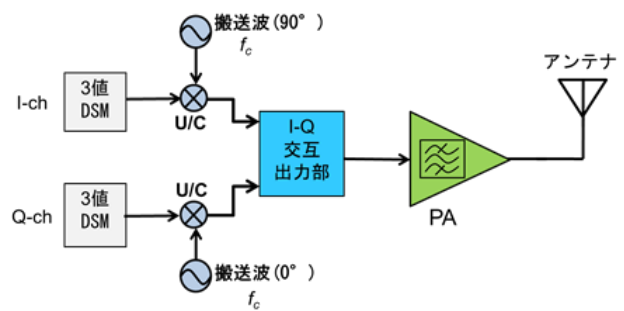 搬送波(90°)
fc
アンテナ
I-ch
3値
DSM
U/C
I-Q
交互
出力部
U/C
Q-ch
3値
DSM
PA
搬送波(0°)
fc